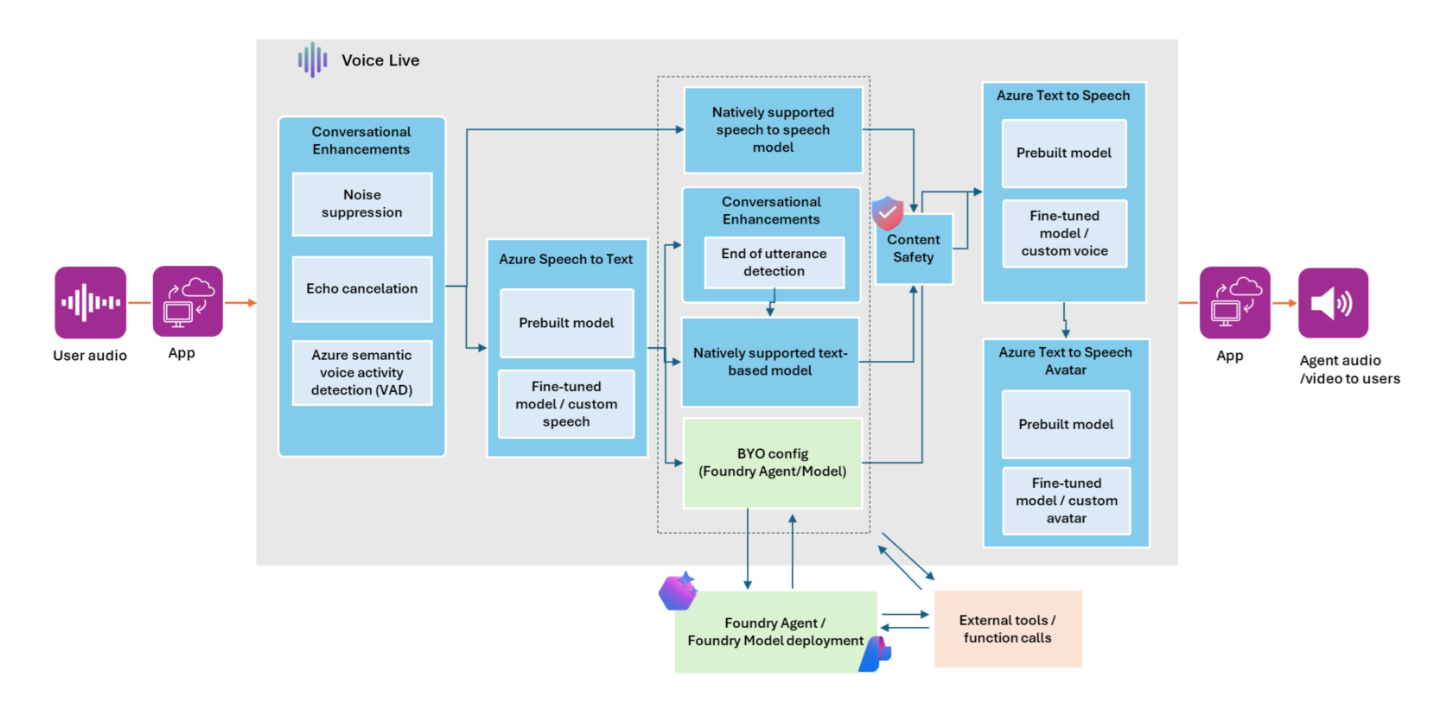 Voice Live
User audio
App
Conversational
Enhancements
Noise
suppression
Echo cancelation
Azure semantic
voice activity
detection (VAD)
Azure Speech to Text
Prebuilt model
Fine-tuned
model / custom
speech
Natively supported
speech to speech
model
Conversational
Enhancements
End of utterance
detection
Natively supported text-
based model
BYO config
(Foundry Agent/Model)
Content
Safety
Azure Text to Speech
Prebuilt model
Fine-tuned
model /
custom voice
Azure Text to Speech
Avatar
Prebuilt model
Fine-tuned
model / custom
avatar
App
Agent audio
/video to users
Foundry Agent /
Foundry Model deployment
External tools /
function calls